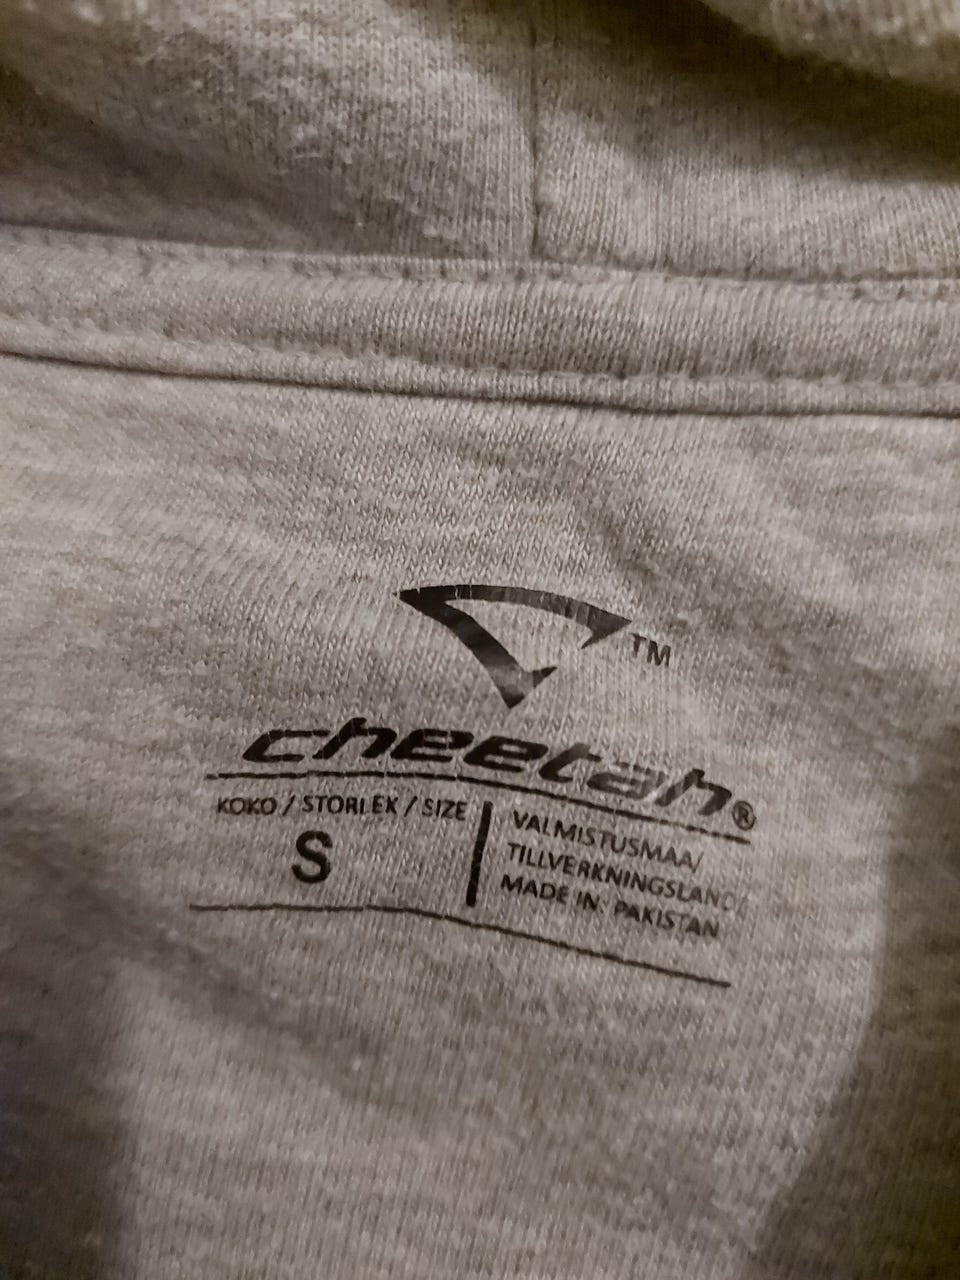 TM
cheetah®
KOKO / STORLEK / SIZE
S
VALMISTUSMAA/
TILLVERKNINGSLAND/
MADE IN: PAKISTAN